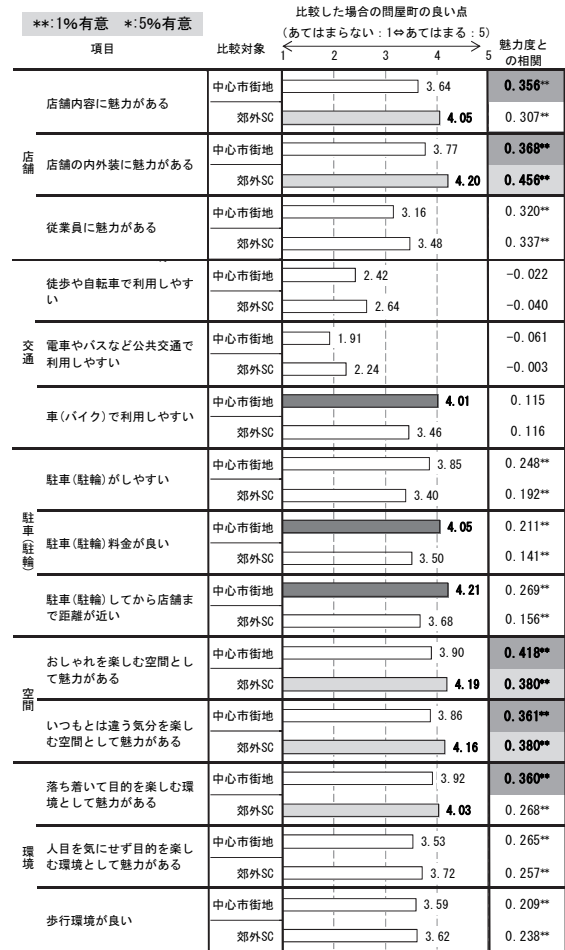 **:1%有意 *:5%有意
比較した場合の問屋町の良い点
(あてはまらない：1⇔あてはまる：5)
項目 比較対象 1 2 3 4 5 魅力度と
の相関
店舗
店舗内容に魅力がある
中心市街地 3.64 0.356**
郊外SC 4.05 0.307**
店舗の内外装に魅力がある
中心市街地 3.77 0.368**
郊外SC 4.20 0.456**
従業員に魅力がある
中心市街地 3.16 0.320**
郊外SC 3.48 0.337**
交通
徒歩や自転車で利用しやす
い
中心市街地 2.42 -0.022
郊外SC 2.64 -0.040
電車やバスなど公共交通で
利用しやすい
中心市街地 1.91 -0.061
郊外SC 2.24 -0.003
車(バイク)で利用しやすい
中心市街地 4.01 0.115
郊外SC 3.46 0.116
駐車(駐輪)
駐車(駐輪)がしやすい
中心市街地 3.85 0.248**
郊外SC 3.40 0.192**
駐車(駐輪)料金が良い
中心市街地 4.05 0.211**
郊外SC 3.50 0.141**
駐車(駐輪)してから店舗ま
で距離が近い
中心市街地 4.21 0.269**
郊外SC 3.68 0.156**
空間
おしゃれを楽しむ空間とし
て魅力がある
中心市街地 3.90 0.418**
郊外SC 4.19 0.380**
いつもとは違う気分を楽し
む空間として魅力がある
中心市街地 3.86 0.361**
郊外SC 4.16 0.380**
環境
落ち着いて目的を楽しむ環
境として魅力がある
中心市街地 3.92 0.360**
郊外SC 4.03 0.268**
人目を気にせず目的を楽し
む環境として魅力がある
中心市街地 3.53 0.265**
郊外SC 3.72 0.257**
歩行環境が良い
中心市街地 3.59 0.209**
郊外SC 3.62 0.238**